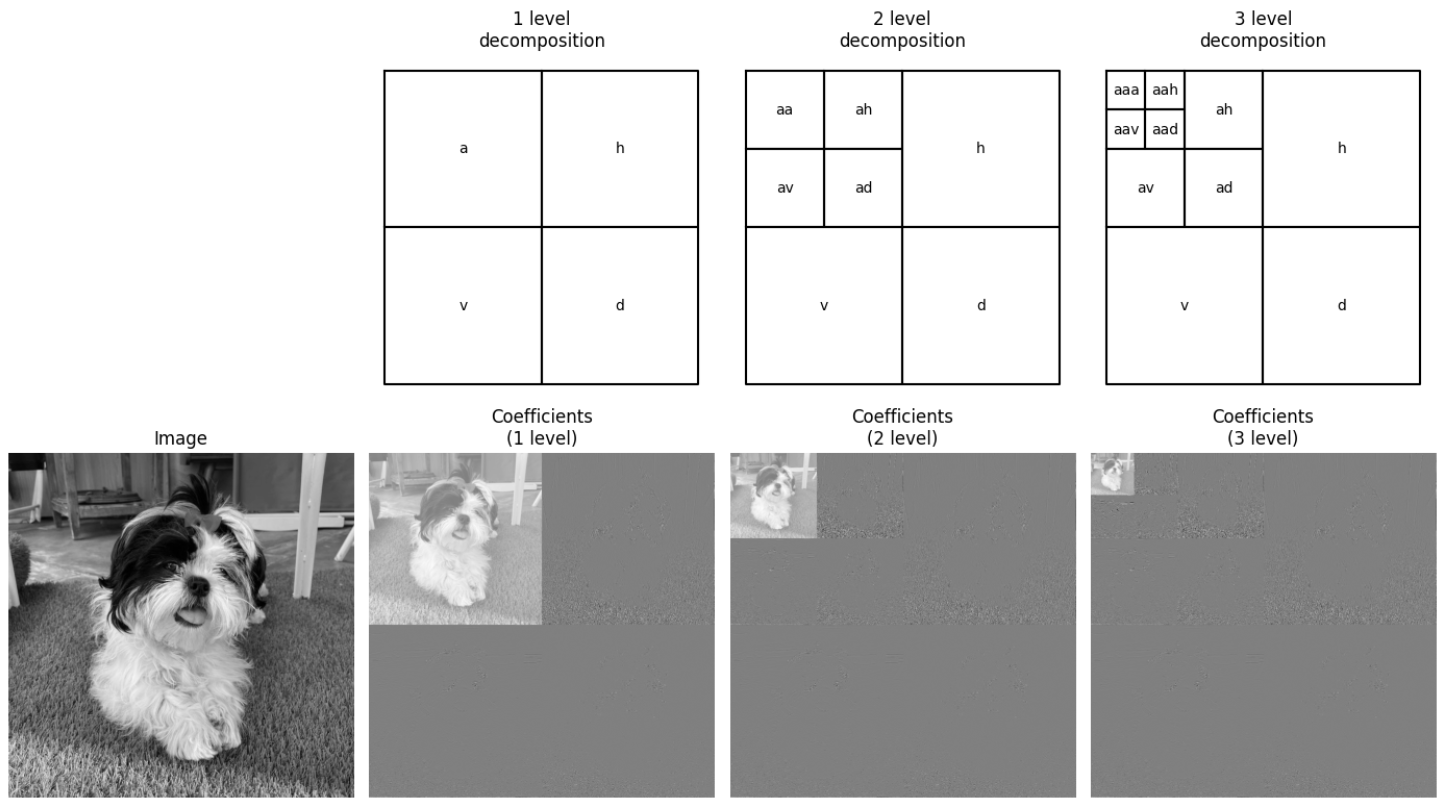 1 level
decomposition
2 level
decomposition
3 level
decomposition
a
h
v
d
aa
ah
h
av
ad
v
d
aaa
aah
ah
h
aav
aad
av
ad
v
d
Image
Coefficients
(1 level)
Coefficients
(2 level)
Coefficients
(3 level)